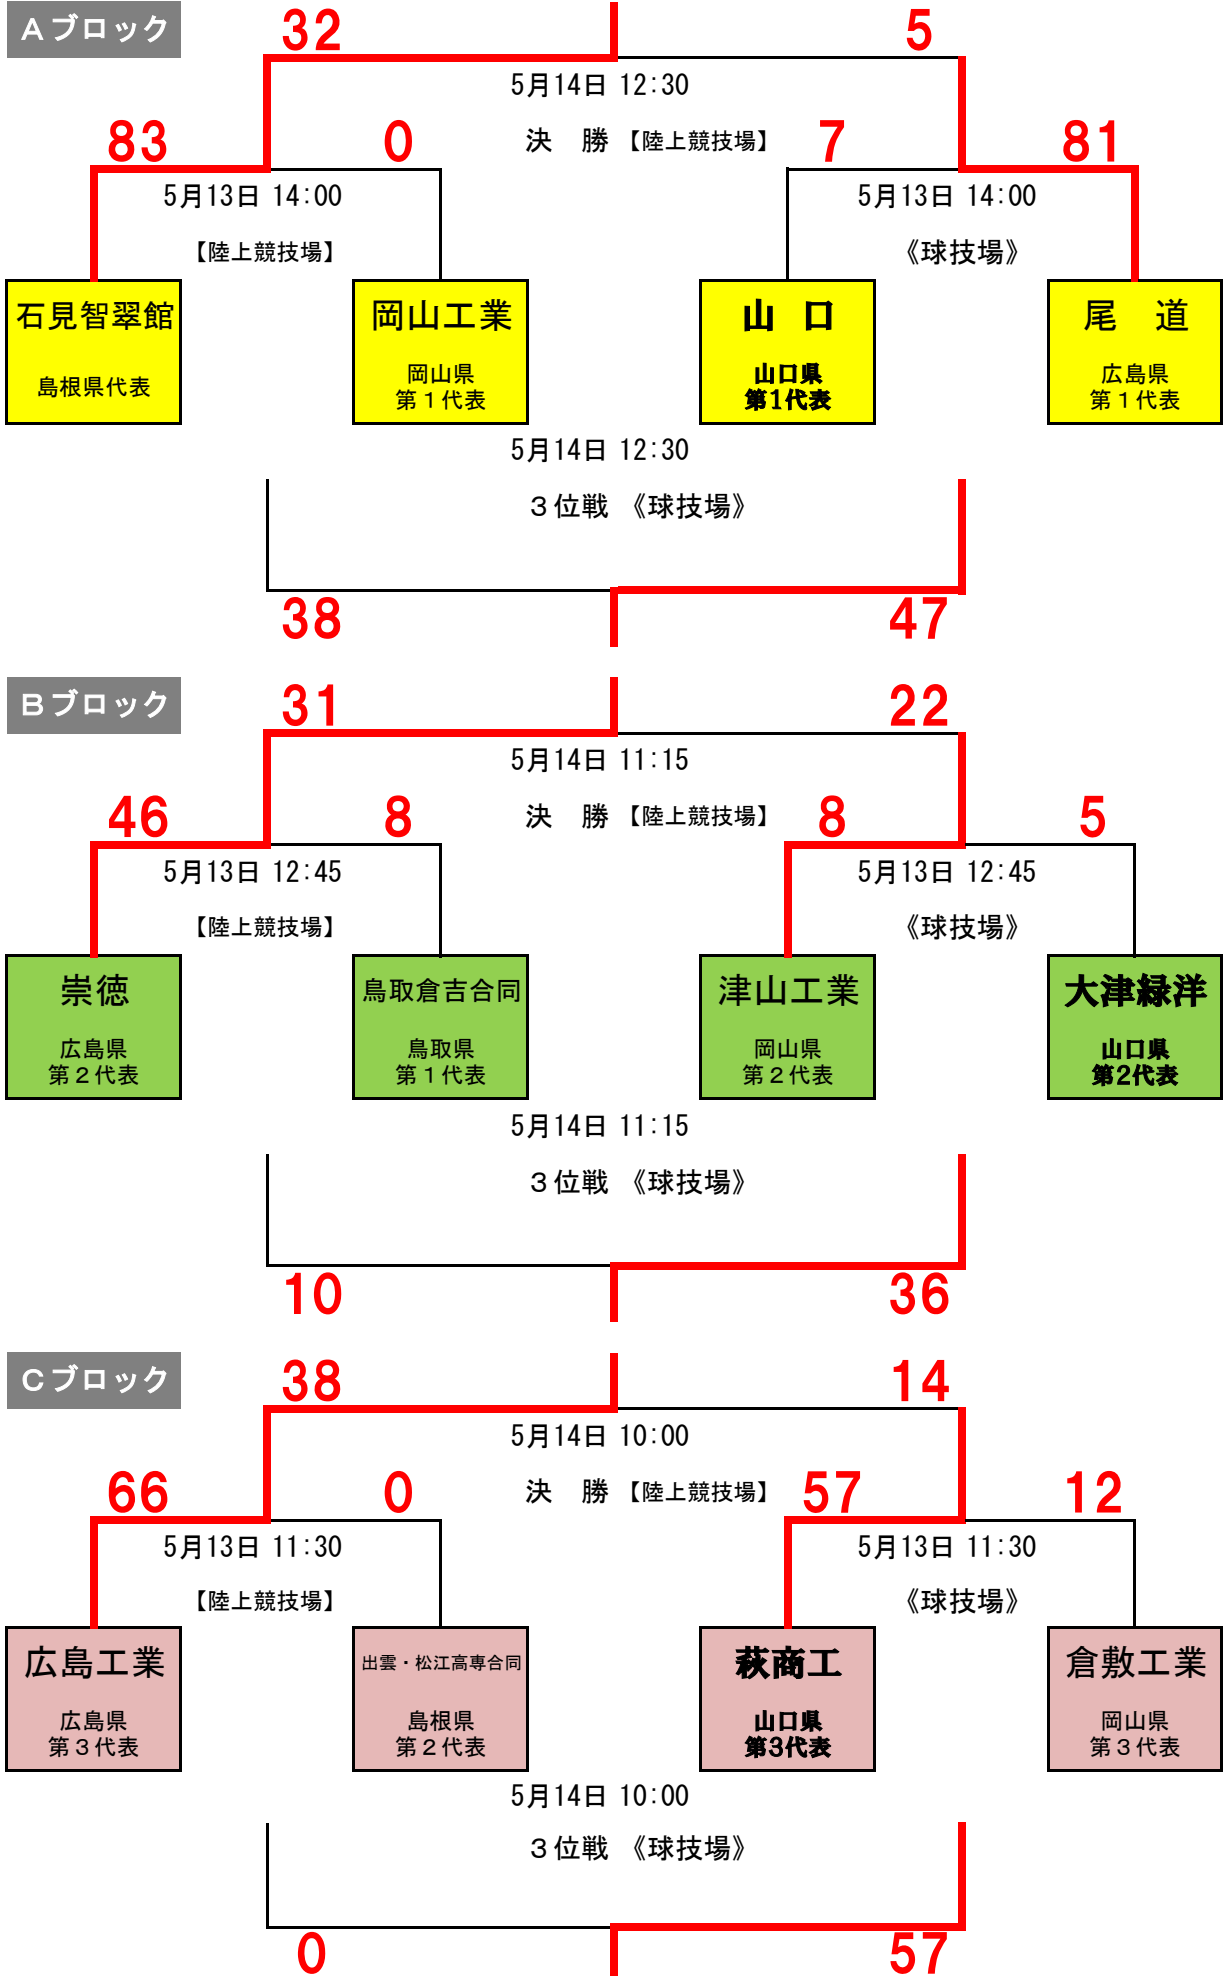 Ａブロック
32 5
5月14日 12:30
決　勝 【陸上競技場】
83 0 7 81
5月13日 14:00 5月13日 14:00
【陸上競技場】 《球技場》
石見智翠館 岡山工業 山　口 尾　道
島根県代表 岡山県 山口県 広島県
第１代表 第1代表 第１代表
5月14日 12:30
３位戦 《球技場》
38 47
Ｂブロック
31 22
5月14日 11:15
決　勝 【陸上競技場】
46 8 8 5
5月13日 12:45 5月13日 12:45
【陸上競技場】 《球技場》
崇徳 鳥取倉吉合同 津山工業 大津緑洋
広島県 鳥取県 岡山県 山口県
第２代表 第１代表 第２代表 第2代表
5月14日 11:15
３位戦 《球技場》
10 36
Ｃブロック
38 14
5月14日 10:00
決　勝 【陸上競技場】
66 0 57 12
5月13日 11:30 5月13日 11:30
【陸上競技場】 《球技場》
広島工業 出雲・松江高専合同 萩商工 倉敷工業
広島県 島根県 山口県 岡山県
第３代表 第２代表 第3代表 第３代表
5月14日 10:00
３位戦 《球技場》
0 57